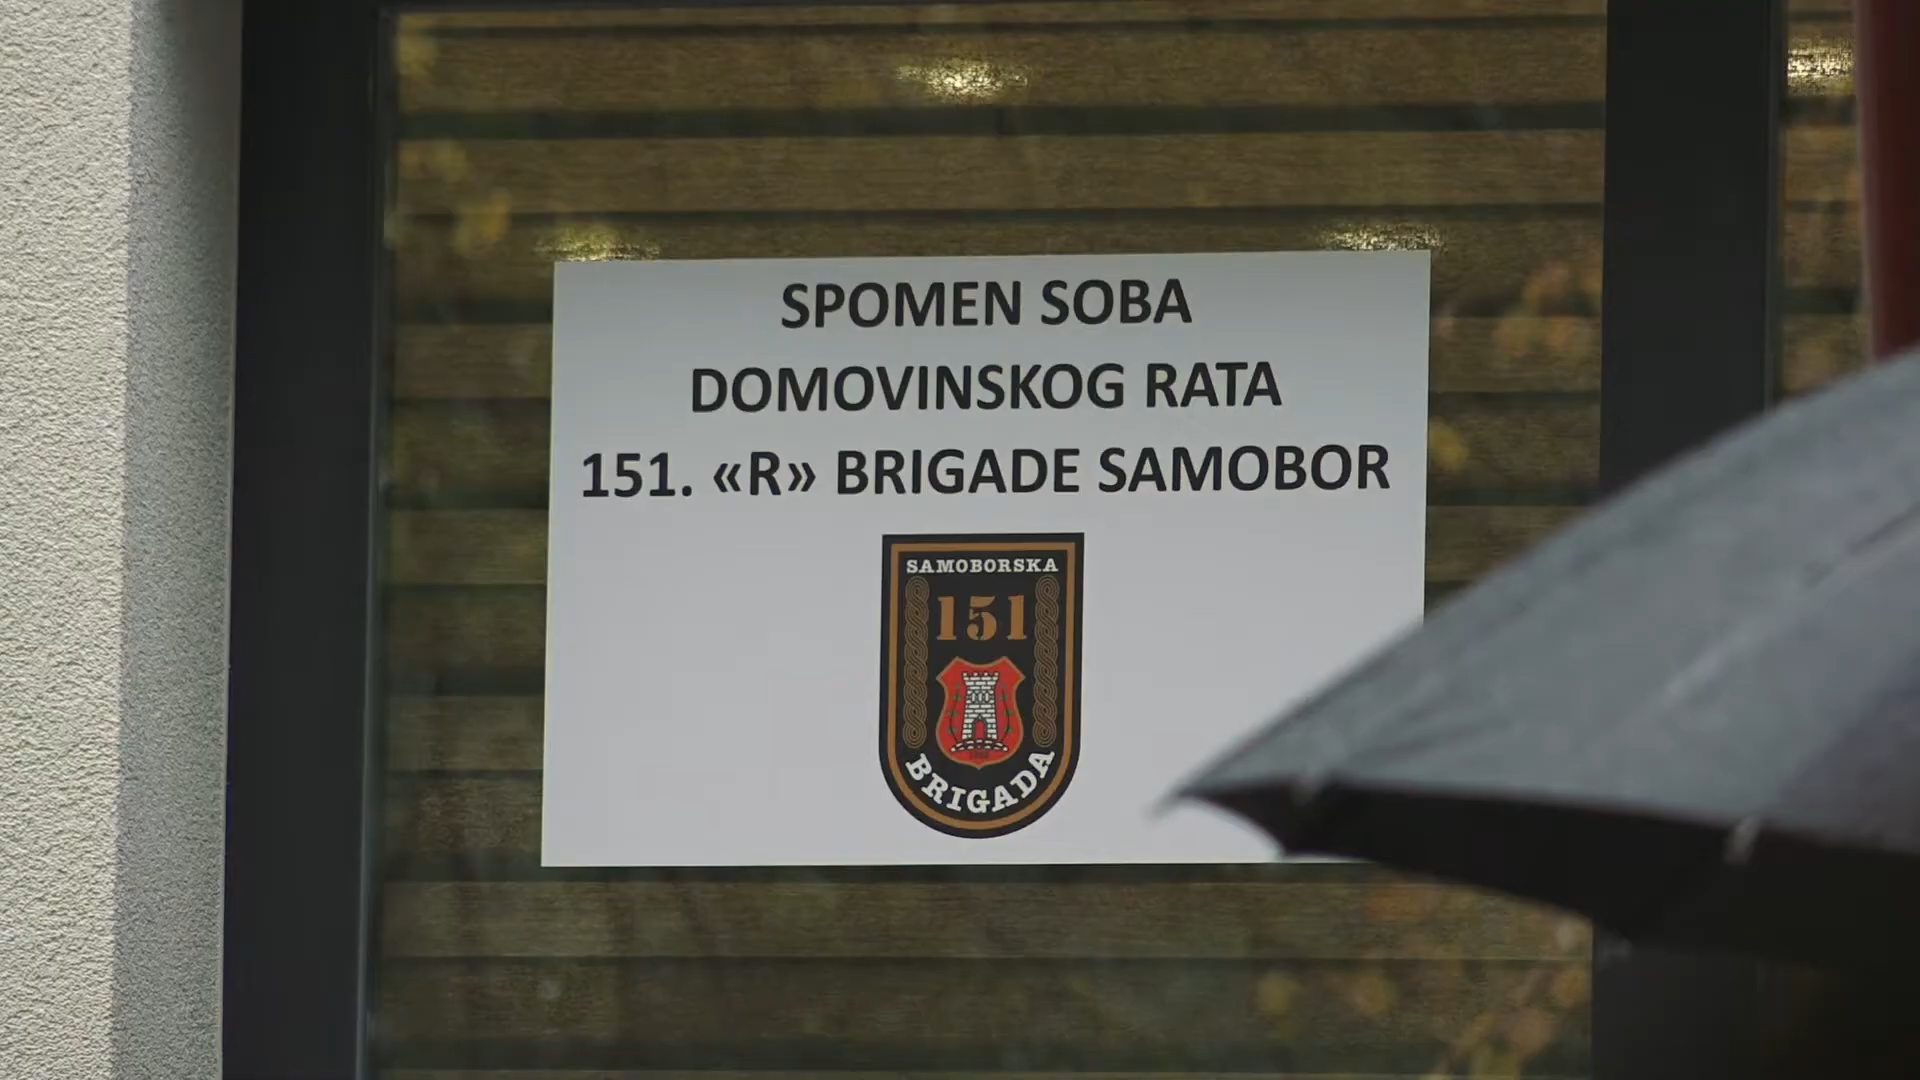 SPOMEN SOBA
DOMOVINSKOG RATA
151. «R» BRIGADE SAMOBOR
SAMOBORSKA
151
BRIGADA